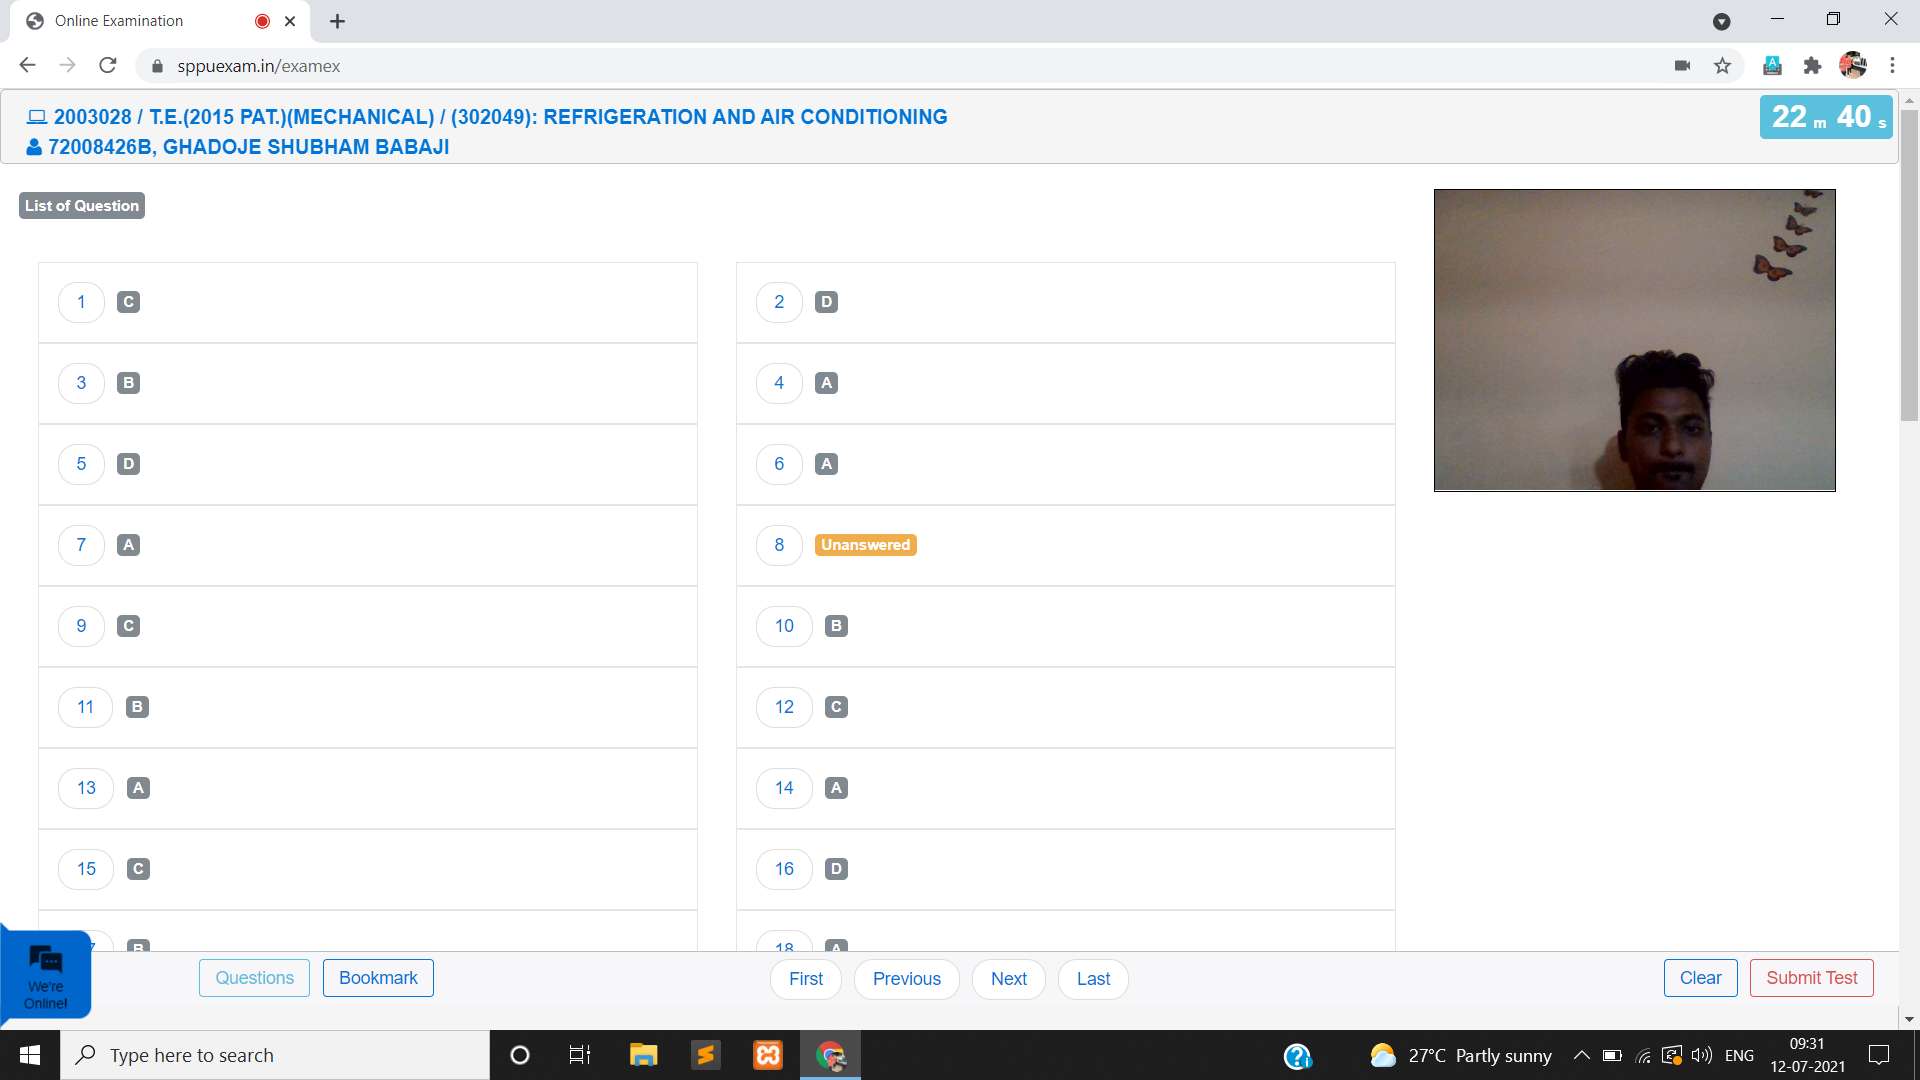 Online Examination
sppuexam.in/examex
2003028 / T.E.(2015 PAT.)(MECHANICAL) / (302049): REFRIGERATION AND AIR CONDITIONING
72008426B, GHADOJE SHUBHAM BABAJI
22 m 40 s
List of Question
1 C
2 D
3 B
4 A
5 D
6 A
7 A
8 Unanswered
9 C
10 B
11 B
12 C
13 A
14 A
15 C
16 D
7 B
18 A
We're
Online!
Questions
Bookmark
First
Previous
Next
Last
Clear
Submit Test
Type here to search
27°C Partly sunny
ENG
09:31
12-07-2021